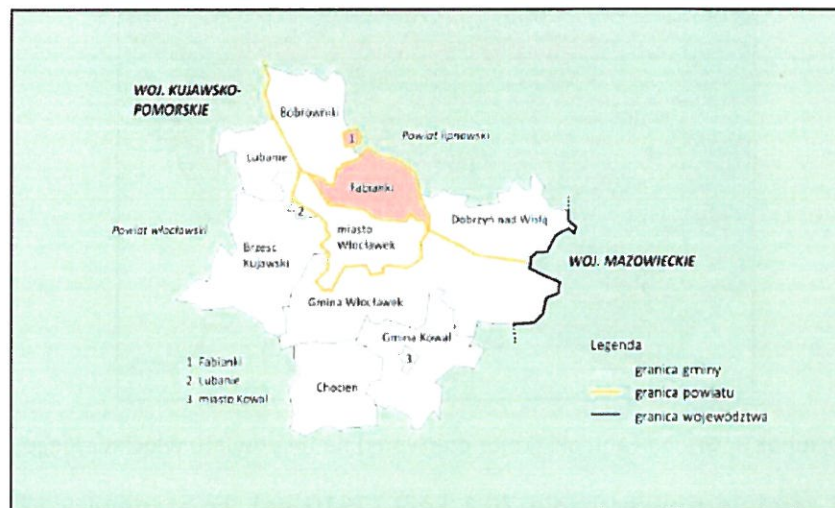 WOJ. KUJAWSKO-
POMORSKIE
Bobrowniki
1
Powiat lipnowski
Lubanie
Fabianki
2
Dobrzyń nad Wisłą
Powiat włocławski
miasto
Włocławek
Brześć
Kujawski
WOJ. MAZOWIECKIE
Gmina Włocławek
Gmina Kowal
3
Choceń
1 Fabianki
2 Lubanie
3 miasto Kowal
Legenda
granica gminy
granica powiatu
granica województwa